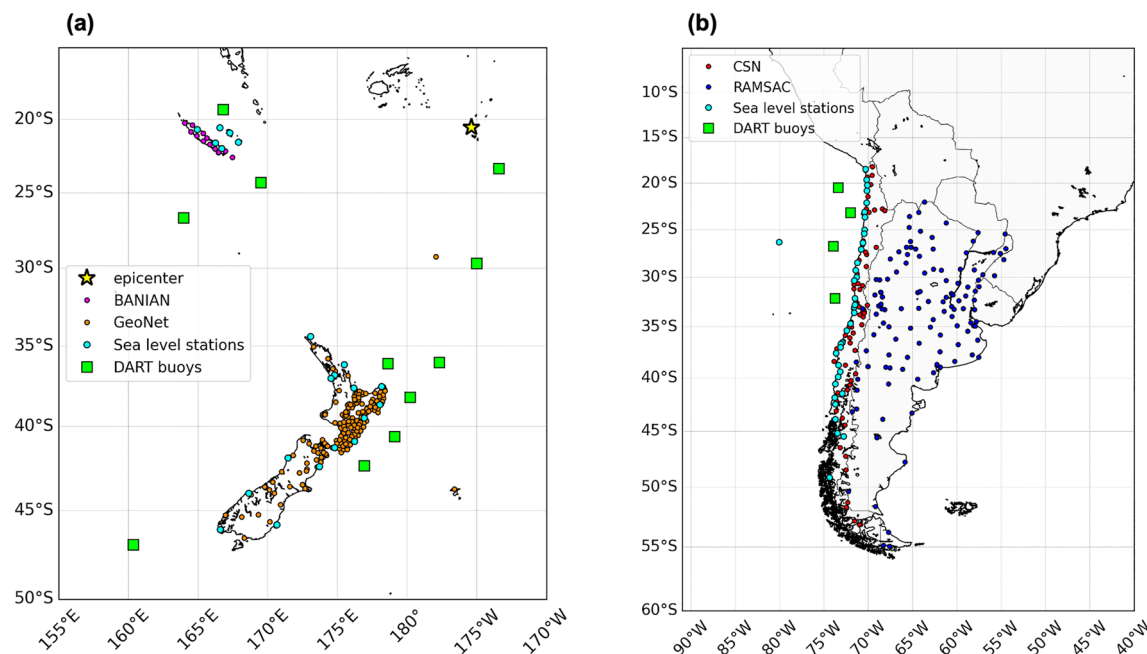 (a)
20°S
25°S
30°S
35°S
40°S
45°S
50°S
155°E
160°E
165°E
170°E
175°E
180°
175°W
170°W
epicenter
BANIAN
GeoNet
Sea level stations
DART buoys
(b)
10°S
15°S
20°S
25°S
30°S
35°S
40°S
45°S
50°S
55°S
60°S
90°W
85°W
80°W
75°W
70°W
65°W
60°W
55°W
50°W
45°W
40°W
CSN
RAMSAC
Sea level stations
DART buoys